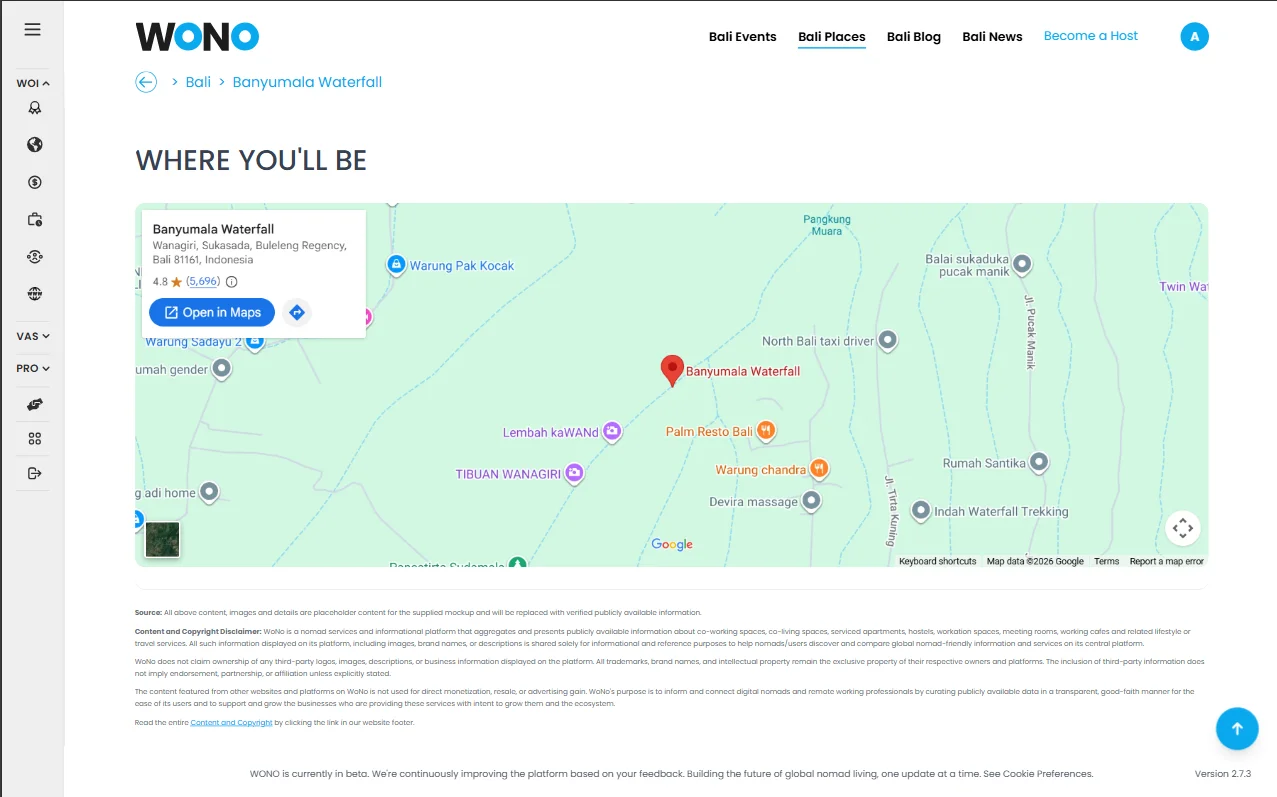 WONO
Bali Events
Bali Places
Bali Blog
Bali News
Become a Host
A
> Bali > Banyumala Waterfall
WOI
VAS
PRO
WHERE YOU'LL BE
Banyumala Waterfall
Wanagiri, Sukasada, Buleleng Regency,
Bali 81161, Indonesia
4.8 ★ (5,696)
Open in Maps
Pangkung
Muara
Warung Pak Kocak
Balai sukaduka
pucak manik
Twin Wat
Jl. Pucak Manik
Warung Sadayu 2
North Bali taxi driver
umah gender
Banyumala Waterfall
Lembah kaWANd
Palm Resto Bali
TIBUAN WANAGIRI
Warung chandra
Rumah Santika
g adi home
Devira massage
Jl. Tirta Kuning
Indah Waterfall Trekking
Google
Keyboard shortcuts
Map data ©2026 Google
Terms
Report a map error
Source: All above content, images and details are placeholder content for the supplied mockup and will be replaced with verified publicly available information.
Content and Copyright Disclaimer: WoNo is a nomad services and informational platform that aggregates and presents publicly available information about co-working spaces, co-living spaces, serviced apartments, hostels, workation spaces, meeting rooms, working cafes and related lifestyle or
travel services. All such information displayed on its platform, including images, brand names, or descriptions is shared solely for informational and reference purposes to help nomads/users discover and compare global nomad-friendly information and services on its central platform.
WoNo does not claim ownership of any third-party logos, images, descriptions, or business information displayed on the platform. All trademarks, brand names, and intellectual property remain the exclusive property of their respective owners and platforms. The inclusion of third-party information does
not imply endorsement, partnership, or affiliation unless explicitly stated.
The content featured from other websites and platforms on WoNo is not used for direct monetization, resale, or advertising gain. WoNo's purpose is to inform and connect digital nomads and remote working professionals by curating publicly available data in a transparent, good-faith manner for the
ease of its users and to support and grow the businesses who are providing these services with intent to grow them and the ecosystem.
Read the entire Content and Copyright by clicking the link in our website footer.
WONO is currently in beta. We're continuously improving the platform based on your feedback. Building the future of global nomad living, one update at a time. See Cookie Preferences.
Version 2.7.3